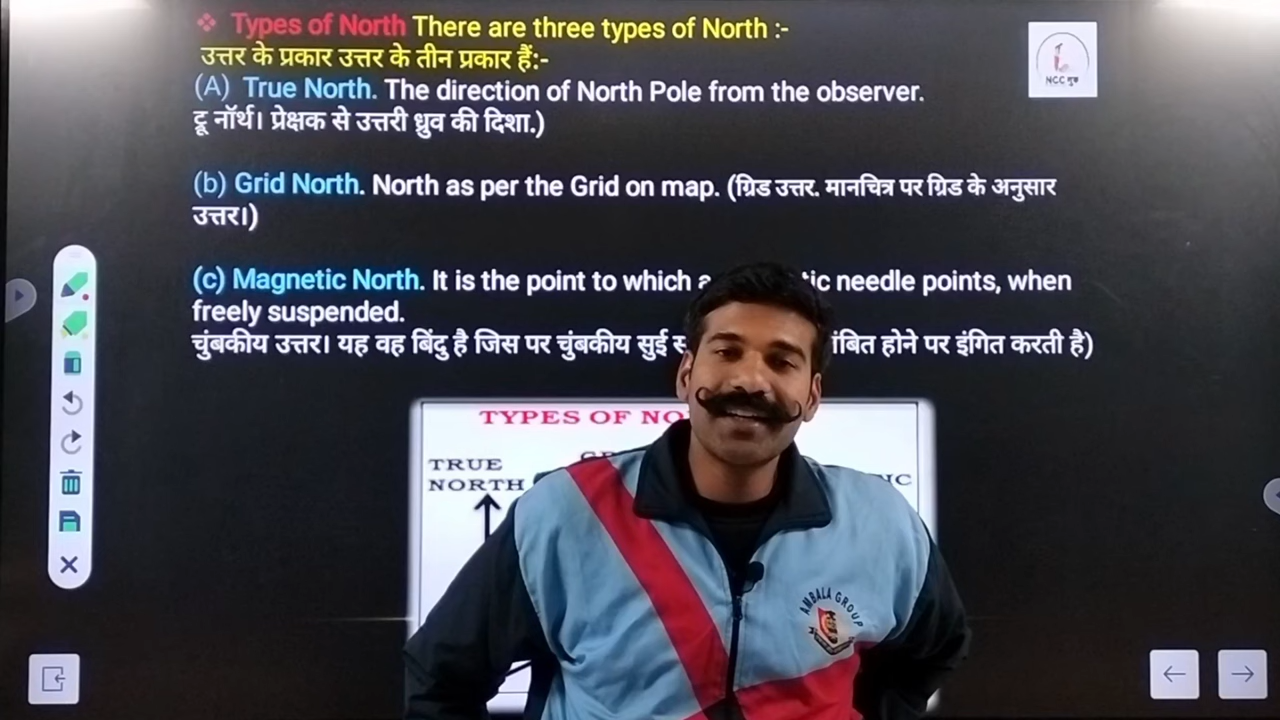 ❖ Types of North There are three types of North :-
उत्तर के प्रकार उत्तर के तीन प्रकार हैं:-
(A) True North. The direction of North Pole from the observer.
ट्रू नॉर्थ। प्रेक्षक से उत्तरी ध्रुव की दिशा.)
(b) Grid North. North as per the Grid on map. (ग्रिड उत्तर. मानचित्र पर ग्रिड के अनुसार
उत्तर।)
(c) Magnetic North. It is the point to which needle points, when
freely suspended.
चुंबकीय उत्तर। यह वह बिंदु है जिस पर चुंबकीय सुई होने पर इंगित करती है)
NCC गुरु
TYPES OF
TRUE
NORTH
AMBALA GROUP